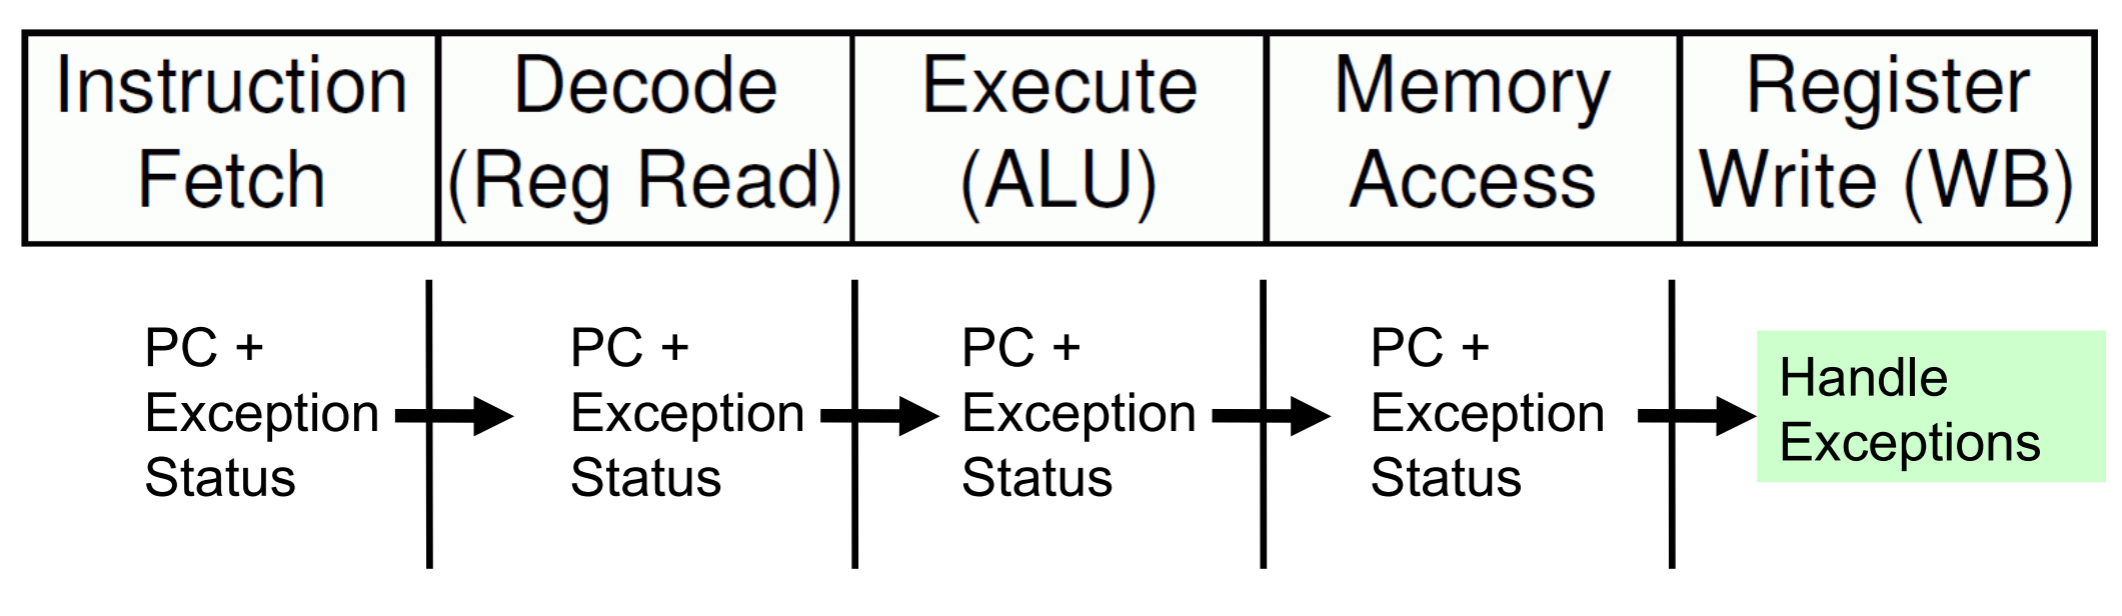 Instruction
Fetch
Decode
(Reg Read)
Execute
(ALU)
Memory
Access
Register
Write (WB)
PC +
Exception
Status
PC +
Exception
Status
PC +
Exception
Status
PC +
Exception
Status
Handle
Exceptions